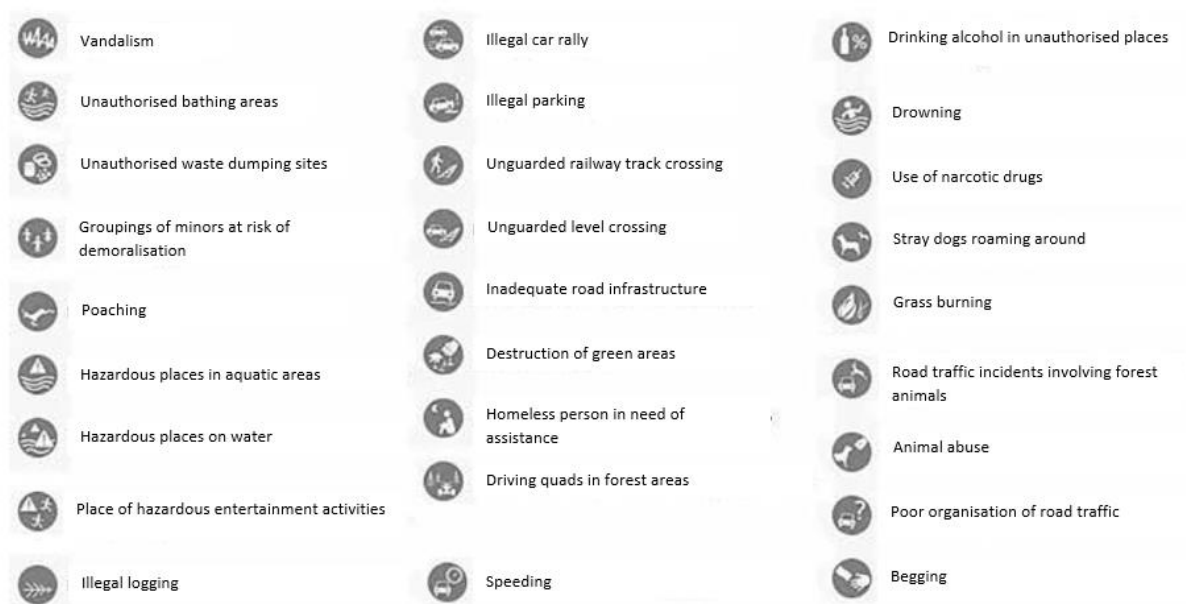 Vandalism
Unauthorised bathing areas
Unauthorised waste dumping sites
Groupings of minors at risk of
demoralisation
Poaching
Hazardous places in aquatic areas
Hazardous places on water
Place of hazardous entertainment activities
Illegal logging
Illegal car rally
Illegal parking
Unguarded railway track crossing
Unguarded level crossing
Inadequate road infrastructure
Destruction of green areas
Homeless person in need of
assistance
Driving quads in forest areas
Speeding
Drinking alcohol in unauthorised places
Drowning
Use of narcotic drugs
Stray dogs roaming around
Grass burning
Road traffic incidents involving forest
animals
Animal abuse
Poor organisation of road traffic
Begging